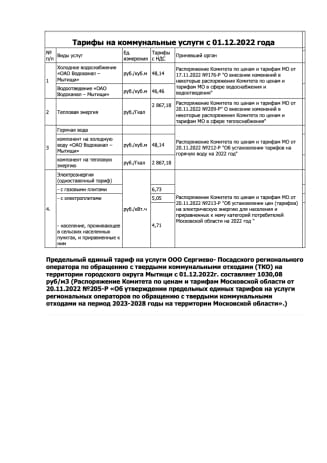 Тарифы на коммунальные услуги с 01.12.2022 года
№ п/п
Виды услуг
Ед. измерения
Тарифы с НДС
Принявший орган
1
Холодное водоснабжение «ОАО Водоканал – Мытищи»
руб./куб.м
48,14
Водоотведение «ОАО Водоканал – Мытищи»
руб./куб.м
46,46
Распоряжение Комитета по ценам и тарифам МО от
17.11.2022 №176-Р "О внесении изменений в
некоторые распоряжения Комитета по ценам и
тарифам МО в сфере водоснабжения и
водоотведения"
2
Тепловая энергия
руб./Гкал
2 867,18
Распоряжение Комитета по ценам и тарифам МО от
20.11.2022 №209-Р" О внесении изменений в
некоторые распоряжения Комитета по ценам и
тарифам МО в сфере теплоснабжения"
3
Горячая вода
компонент на холодную
воду «ОАО Водоканал –
Мытищи»
руб./куб.м
48,14
компонент на тепловую
энергию
руб./Гкал
2 867,18
Распоряжение Комитета по ценам и тарифам МО от
20.11.2022 №212-Р "Об установлении тарифов на
горячую воду на 2022 год"
4.
Электроэнергия
(одноставочный тариф)
- с газовыми плитами
6,73
- с электроплитами
руб./кВт.ч
5,05
- население, проживающее
в сельских населенных
пунктах, и приравненные к
ним
4,71
Распоряжение Комитета по ценам и тарифам МО от
20.11.2022 №213-Р "Об установлении цен (тарифов)
на электрическую энергию для населения и
приравненных к нему категорий потребителей
Московской области на 2022 год "
Предельный единый тариф на услуги ООО Сергиево- Посадского регионального
оператора по обращению с твердыми коммунальными отходами (ТКО) на
территории городского округа Мытищи с 01.12.2022г. составляет 1030,08
руб/м3 (Распоряжение Комитета по ценам и тарифам Московской области от
20.11.2022 №205-Р «Об утверждении предельных единых тарифов на услуги
региональных операторов по обращению с твердыми коммунальными
отходами на период 2023-2028 годы на территории Московской области».)